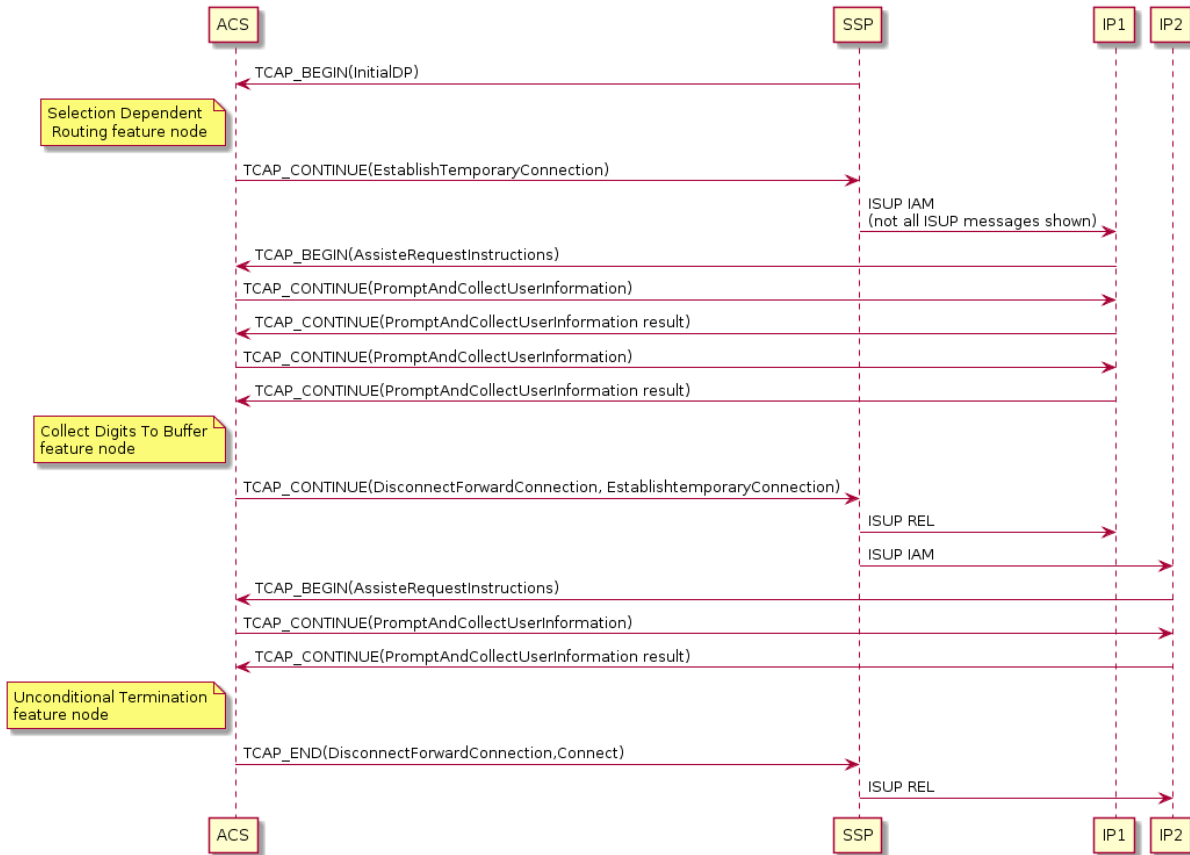 ACS SSP IP1 IP2
TCAP_BEGIN(InitialDP)
Selection Dependent
Routing feature node
TCAP_CONTINUE(EstablishTemporaryConnection)
ISUP IAM
(not all ISUP messages shown)
TCAP_BEGIN(AssisteRequestInstructions)
TCAP_CONTINUE(PromptAndCollectUserInformation)
TCAP_CONTINUE(PromptAndCollectUserInformation result)
TCAP_CONTINUE(PromptAndCollectUserInformation)
TCAP_CONTINUE(PromptAndCollectUserInformation result)
Collect Digits To Buffer
feature node
TCAP_CONTINUE(DisconnectForwardConnection, EstablishtemporaryConnection)
ISUP REL
ISUP IAM
TCAP_BEGIN(AssisteRequestInstructions)
TCAP_CONTINUE(PromptAndCollectUserInformation)
TCAP_CONTINUE(PromptAndCollectUserInformation result)
Unconditional Termination
feature node
TCAP_END(DisconnectForwardConnection,Connect)
ISUP REL
ACS SSP IP1 IP2